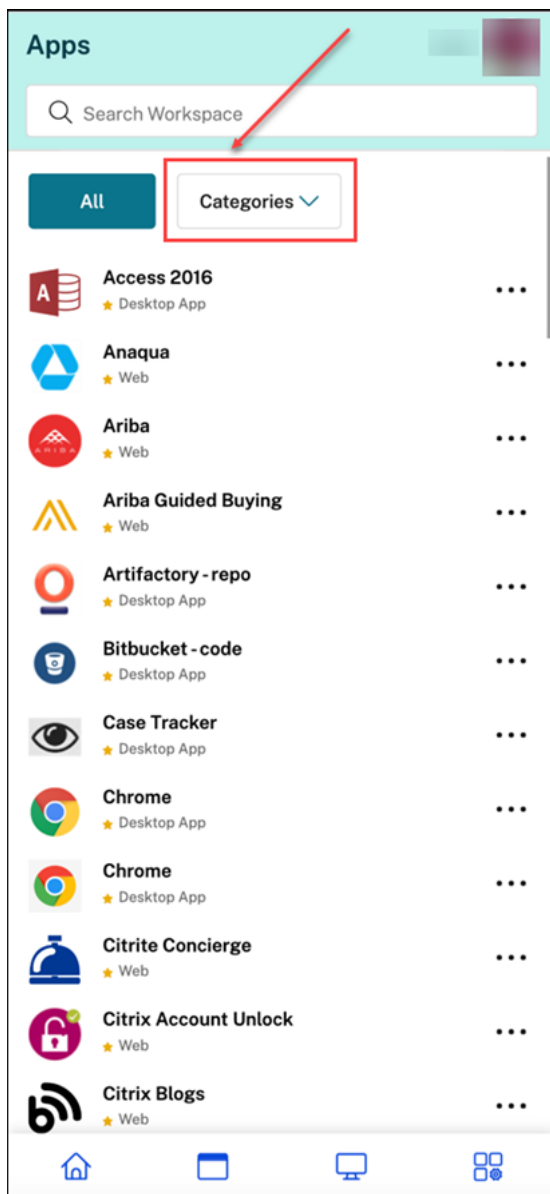 Apps
Search Workspace
All
Categories
Access 2016
Desktop App
Anaqua
Web
ARIBA
Ariba
Web
Ariba Guided Buying
Web
Artifactory - repo
Desktop App
Bitbucket - code
Desktop App
Case Tracker
Desktop App
Chrome
Desktop App
Chrome
Desktop App
Citrite Concierge
Web
Citrix Account Unlock
Web
Citrix Blogs
Web